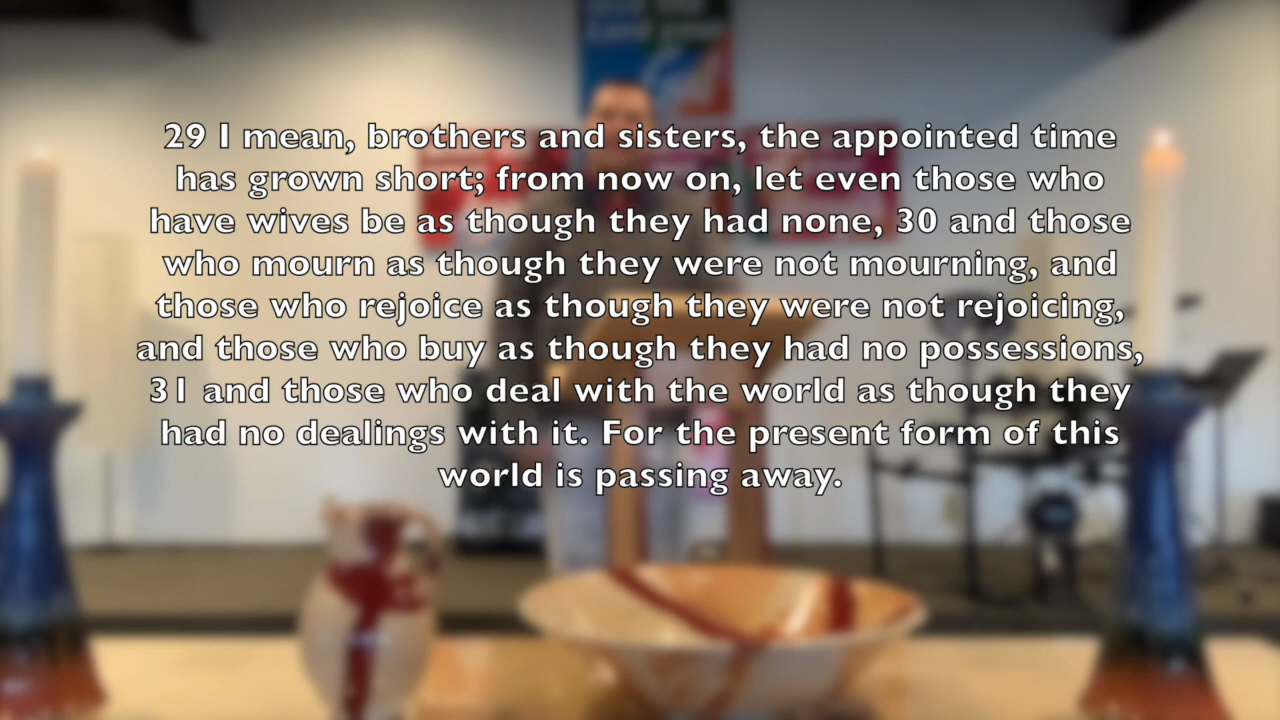 29 I mean, brothers and sisters, the appointed time
has grown short; from now on, let even those who
have wives be as though they had none, 30 and those
who mourn as though they were not mourning, and
those who rejoice as though they were not rejoicing,
and those who buy as though they had no possessions,
31 and those who deal with the world as though they
had no dealings with it. For the present form of this
world is passing away.